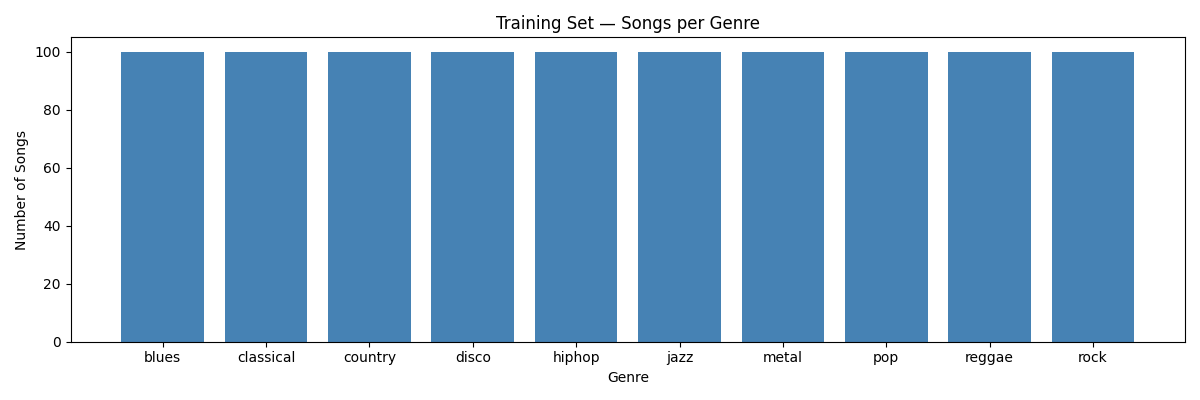 Training Set — Songs per Genre
Number of Songs
100
80
60
40
20
0
blues classical country disco hiphop jazz metal pop reggae rock
Genre